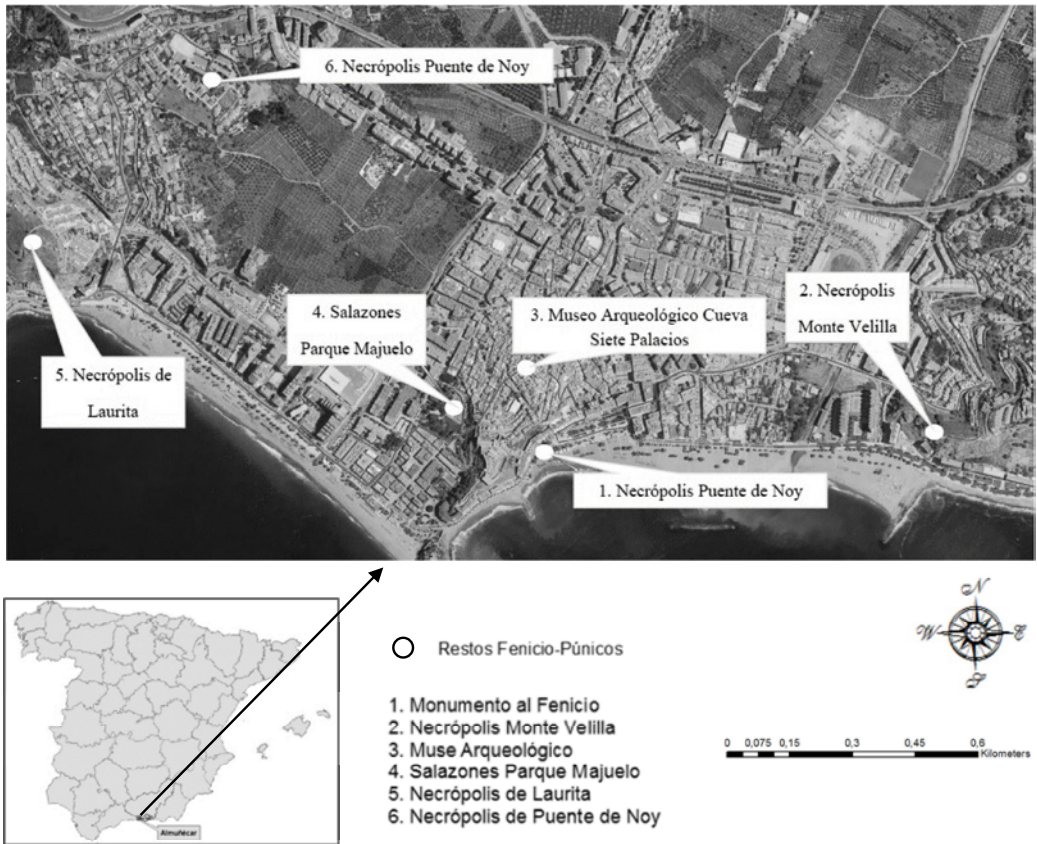 6. Necrópolis Puente de Noy
2. Necrópolis
Monte Velilla
4. Salazones
Parque Majuelo
3. Museo Arqueológico Cueva
Siete Palacios
5. Necrópolis de
Laurita
1. Necrópolis Puente de Noy
Almuñécar
Restos Fenicio-Púnicos
1. Monumento al Fenicio
2. Necrópolis Monte Velilla
3. Muse Arqueológico
4. Salazones Parque Majuelo
5. Necrópolis de Laurita
6. Necrópolis de Puente de Noy
N
W E
S
0 0,075 0,15 0,3 0,45 0,6
Kilometers